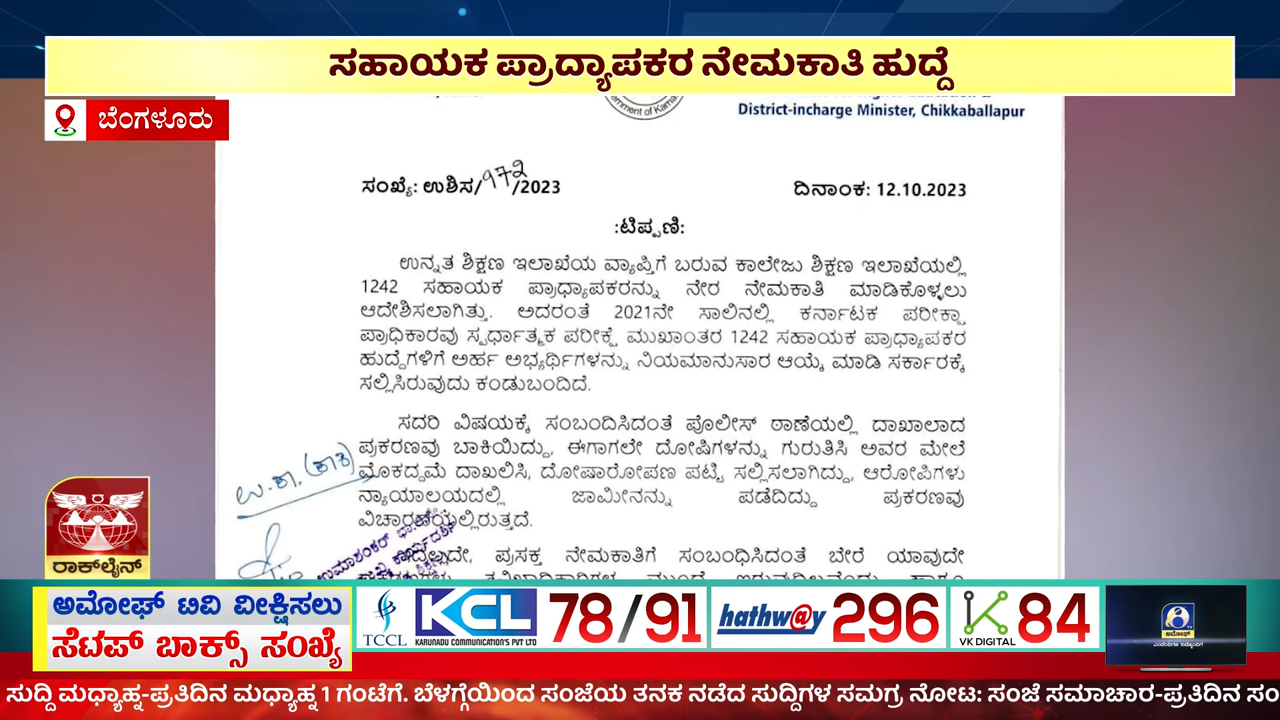 ಸಹಾಯಕ ಪ್ರಾದ್ಯಾಪಕರ ನೇಮಕಾತಿ ಹುದ್ದೆ
ಬೆಂಗಳೂರು
District-incharge Minister, Chikkaballapur
ಸಂಖ್ಯೆ: ಉಶಿಸ/972/2023
ದಿನಾಂಕ: 12.10.2023
:ಟಿಪ್ಪಣಿ:
ಉನ್ನತ ಶಿಕ್ಷಣ ಇಲಾಖೆಯ ವ್ಯಾಪ್ತಿಗೆ ಬರುವ ಕಾಲೇಜು ಶಿಕ್ಷಣ ಇಲಾಖೆಯಲ್ಲಿ
1242 ಸಹಾಯಕ ಪ್ರಾಧ್ಯಾಪಕರನ್ನು ನೇರ ನೇಮಕಾತಿ ಮಾಡಿಕೊಳ್ಳಲು
ಆದೇಶಿಸಲಾಗಿತ್ತು. ಅದರಂತೆ 2021ನೇ ಸಾಲಿನಲ್ಲಿ ಕರ್ನಾಟಕ ಪರೀಕ್ಷಾ
ಪ್ರಾಧಿಕಾರವು ಸ್ಪರ್ಧಾತ್ಮಕ ಪರೀಕ್ಷೆ ಮುಖಾಂತರ 1242 ಸಹಾಯಕ ಪ್ರಾಧ್ಯಾಪಕರ
ಹುದ್ದೆಗಳಿಗೆ ಅರ್ಹ ಅಭ್ಯರ್ಥಿಗಳನ್ನು ನಿಯಮಾನುಸಾರ ಆಯ್ಕೆ ಮಾಡಿ ಸರ್ಕಾರಕ್ಕೆ
ಸಲ್ಲಿಸಿರುವುದು ಕಂಡುಬಂದಿದೆ.
ಸದರಿ ವಿಷಯಕ್ಕೆ ಸಂಬಂದಿಸಿದಂತೆ ಪೊಲೀಸ್ ಠಾಣೆಯಲ್ಲಿ ದಾಖಾಲಾದ
ಪ್ರಕರಣವು ಬಾಕಿಯಿದ್ದು, ಈಗಾಗಲೇ ದೋಷಿಗಳನ್ನು ಗುರುತಿಸಿ ಅವರ ಮೇಲೆ
ಮೊಕದ್ದಮೆ ದಾಖಲಿಸಿ, ದೋಷಾರೋಪಣ ಪಟ್ಟಿ ಸಲ್ಲಿಸಲಾಗಿದ್ದು, ಆರೋಪಿಗಳು
ನ್ಯಾಯಾಲಯದಲ್ಲಿ ಜಾಮೀನನ್ನು ಪಡೆದಿದ್ದು ಪ್ರಕರಣವು
ವಿಚಾರಣೆಯಲ್ಲಿರುತ್ತದೆ.
ಪ್ರಸಕ್ತ ನೇಮಕಾತಿಗೆ ಸಂಬಂಧಿಸಿದಂತೆ ಬೇರೆ ಯಾವುದೇ
ರಾಕ್‌ಲೈನ್
ಅಮೋಘ್ ಟಿವಿ ವೀಕ್ಷಿಸಲು
ಸೆಟಪ್ ಬಾಕ್ಸ್ ಸಂಖ್ಯೆ
TCCL
KCL
KARUNADU COMMUNICATION'S PVT LTD
78/91
hathw@y
296
VK DIGITAL
84
ಅಮೋಘ್
ಸುದ್ದಿ ಮಧ್ಯಾಹ್ನ-ಪ್ರತಿದಿನ ಮಧ್ಯಾಹ್ನ 1 ಗಂಟೆಗೆ. ಬೆಳಗ್ಗೆಯಿಂದ ಸಂಜೆಯ ತನಕ ನಡೆದ ಸುದ್ದಿಗಳ ಸಮಗ್ರ ನೋಟ: ಸಂಜೆ ಸಮಾಚಾರ-ಪ್ರತಿದಿನ ಸಂ